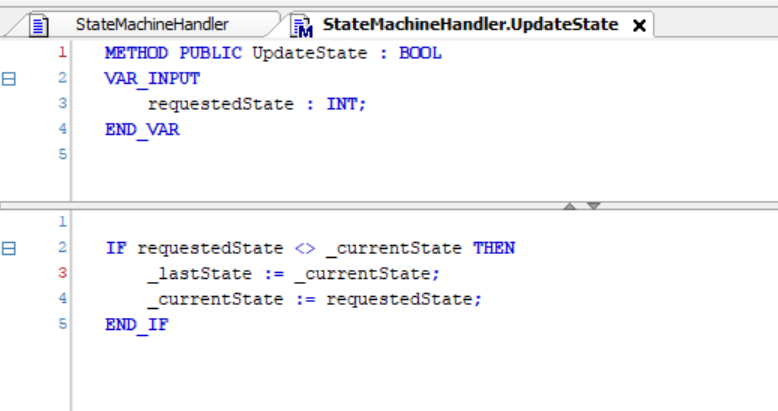 StateMachineHandler StateMachineHandler.UpdateState X
1 METHOD PUBLIC UpdateState : BOOL
2 VAR_INPUT
3 requestedState : INT;
4 END_VAR
5
1
2 IF requestedState <> _currentState THEN
3 _lastState := _currentState;
4 _currentState := requestedState;
5 END_IF